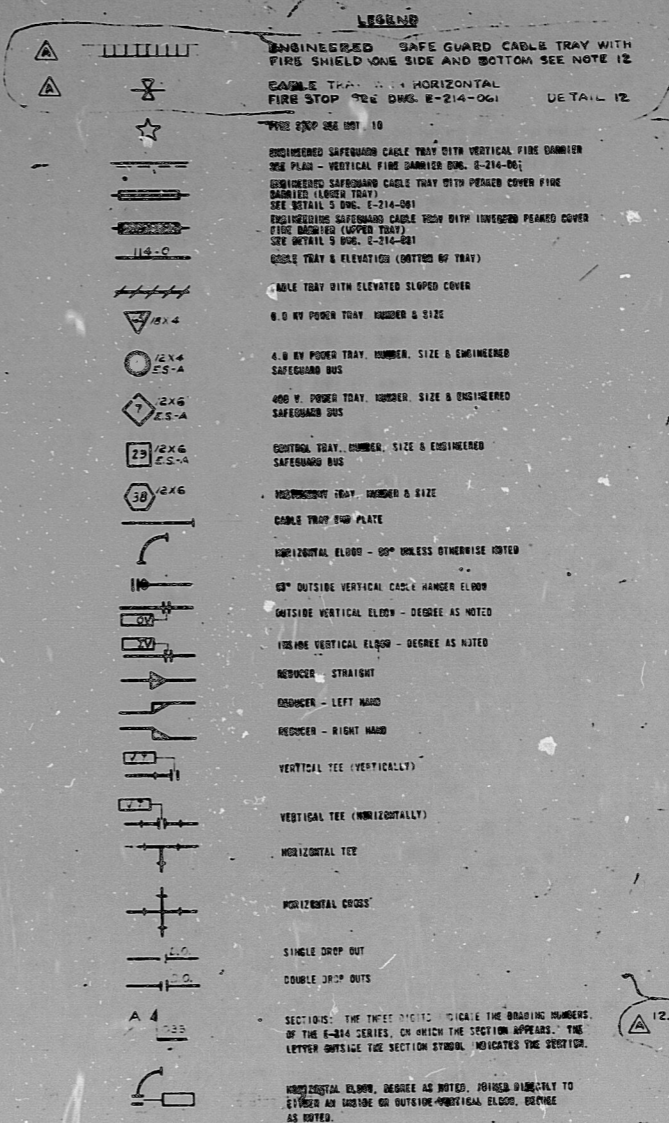 LEGEND
A
ENGINEERED SAFE GUARD CABLE TRAY WITH
FIRE SHIELD ONE SIDE AND BOTTOM SEE NOTE 12
A
CABLE TRAY HORIZONTAL
FIRE STOP SEE DWG. E-214-061 DETAIL 12
FIRE STOP SEE 10
ENGINEERED SAFEGUARD CABLE TRAY WITH VERTICAL FIRE BARRIER
SEE PLAN - VERTICAL FIRE BARRIER DWG. E-214-061
ENGINEERED SAFEGUARD CABLE TRAY WITH PEAKED COVER FIRE
BARRIER (LOWER TRAY)
SEE DETAIL 5 DWG. E-214-061
SAFEGUARD CABLE TRAY WITH INVERTED PEAKED COVER
FIRE BARRIER (UPPER TRAY)
SEE DETAIL 5 DWG. E-214-061
114-0
CABLE TRAY & ELEVATION (BOTTOM OF TRAY)
CABLE TRAY WITH ELEVATED SLOPED COVER
18X4
KV POWER TRAY, NUMBER & SIZE
12X4
ES-A
KV POWER TRAY, NUMBER, SIZE & ENGINEERED
SAFEGUARD BUS
7 12X6
E.S-A
V. POWER TRAY, NUMBER, SIZE & ENGINEERED
SAFEGUARD BUS
23 12X6
E.S-A
CONTROL TRAY, NUMBER, SIZE & ENGINEERED
SAFEGUARD BUS
38 12X6
TRAY, NUMBER & SIZE
CABLE TRAY END PLATE
HORIZONTAL ELBOW - UNLESS OTHERWISE NOTED
OUTSIDE VERTICAL CABLE HANGER ELBOW
OV
OUTSIDE VERTICAL ELBOW - DEGREE AS NOTED
IV
INSIDE VERTICAL ELBOW - DEGREE AS NOTED
REDUCER - STRAIGHT
REDUCER - LEFT HAND
REDUCER - RIGHT HAND
VERTICAL TEE (VERTICALLY)
VERTICAL TEE (HORIZONTALLY)
HORIZONTAL TEE
HORIZONTAL CROSS
SINGLE DROP OUT
DOUBLE DROP OUTS
A 4
SECTIONS: THE THREE DIGITS INDICATE THE DRAWING NUMBERS,
OF THE E-214 SERIES, ON WHICH THE SECTION APPEARS. THE
LETTER OUTSIDE THE SECTION SYMBOL INDICATES THE SECTION.
A 12.
HORIZONTAL ELBOW, DEGREE AS NOTED, JOINED DIRECTLY TO
EITHER AN INSIDE OR OUTSIDE VERTICAL ELBOW, DEGREE
AS NOTED.